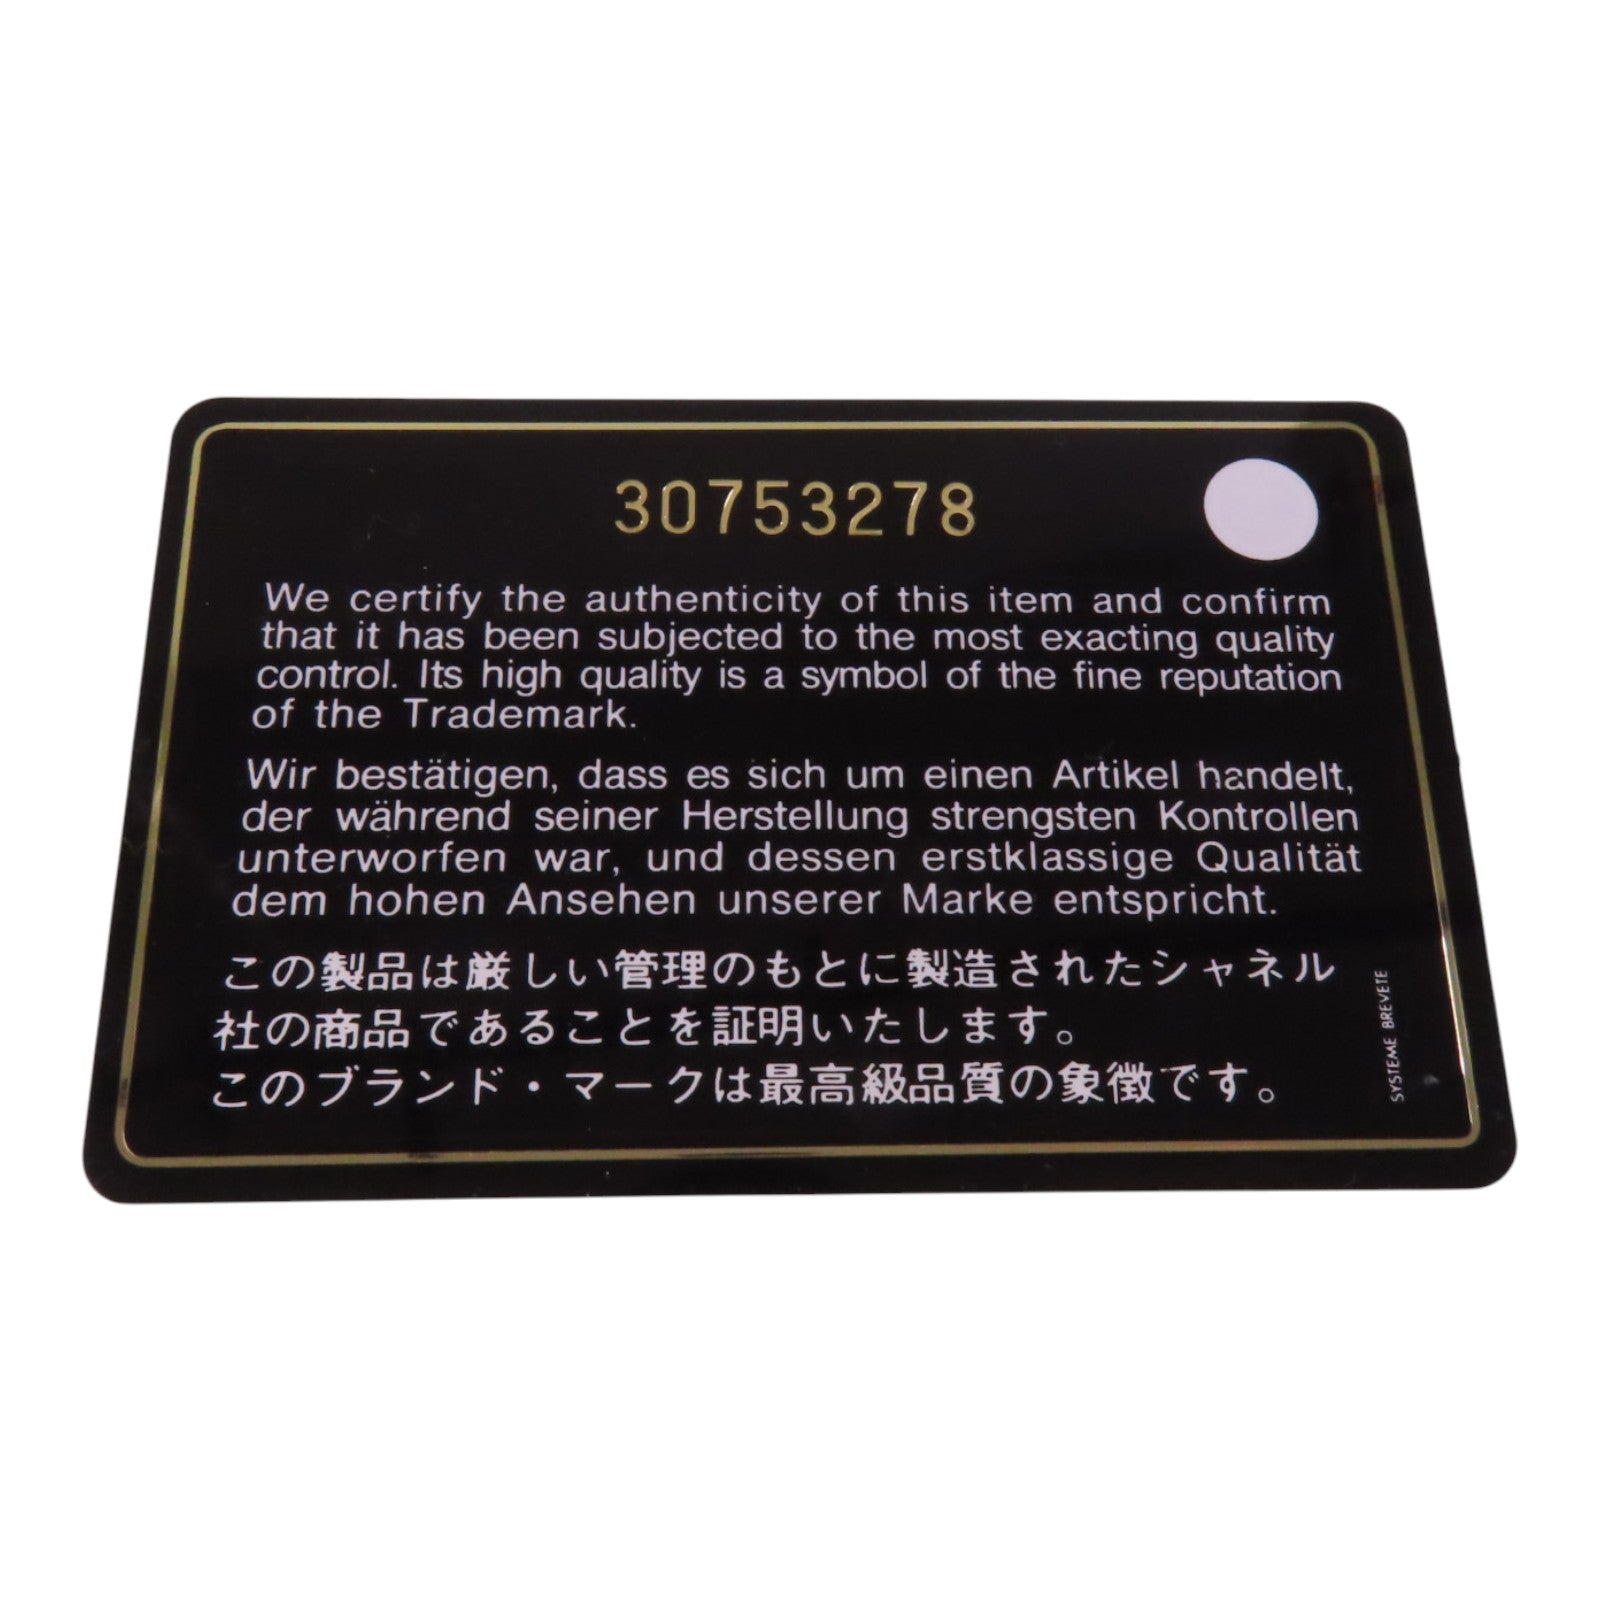 30753278
We certify the authenticity of this item and confirm
that it has been subjected to the most exacting quality
control. Its high quality is a symbol of the fine reputation
of the Trademark.
Wir bestätigen, dass es sich um einen Artikel handelt,
der während seiner Herstellung strengsten Kontrollen
unterworfen war, und dessen erstklassige Qualität
dem hohen Ansehen unserer Marke entspricht.
この製品は厳しい管理のもとに製造されたシャネル
社の商品であることを証明いたします。
このブランド・マークは最高級品質の象徴です。
SYSTEME BREVETE